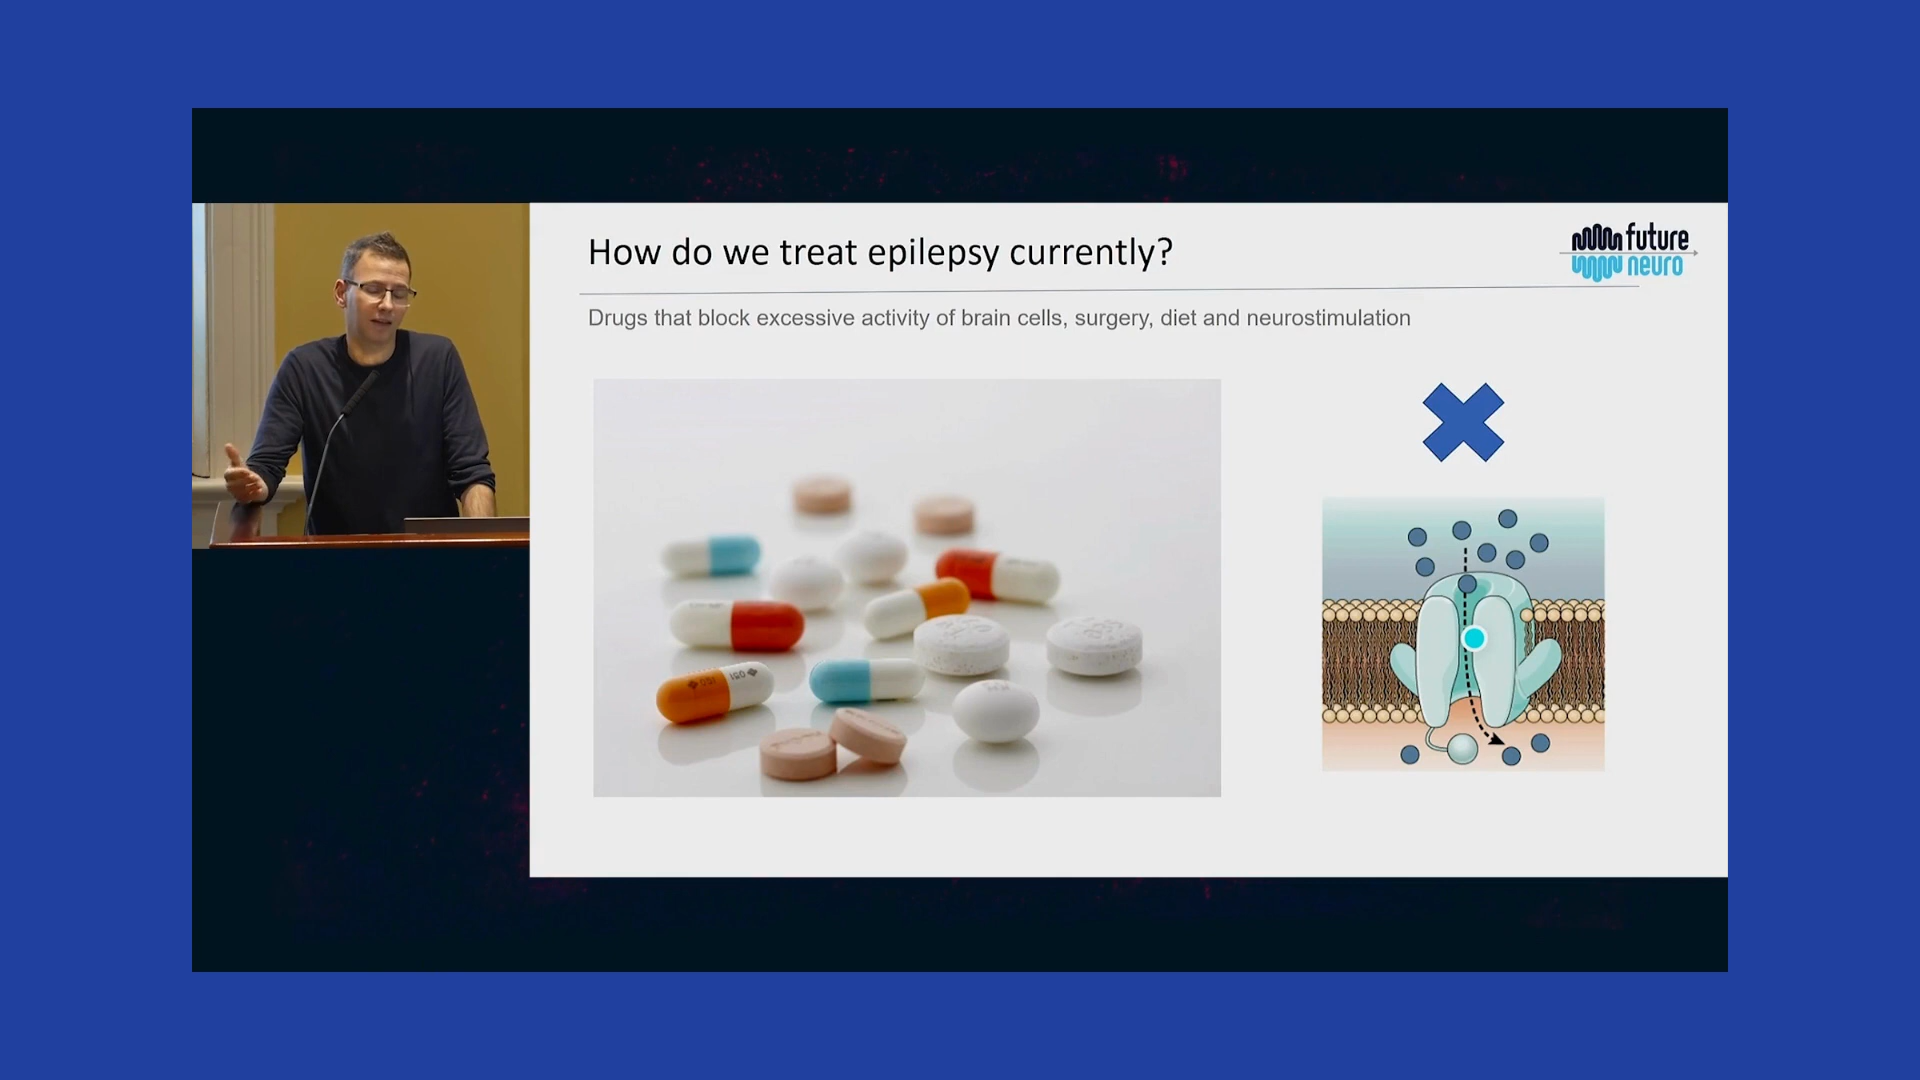 How do we treat epilepsy currently?
future
neuro
Drugs that block excessive activity of brain cells, surgery, diet and neurostimulation